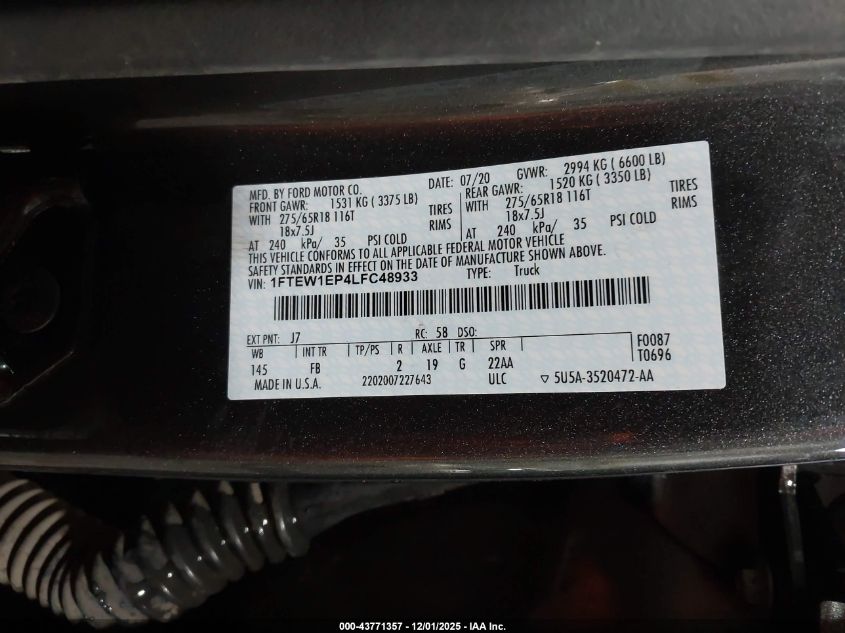 MFD. BY FORD MOTOR CO. DATE: 07/20 GVWR: 2994 KG ( 6600 LB)
FRONT GAWR: 1531 KG ( 3375 LB) REAR GAWR: 1520 KG ( 3350 LB)
WITH 275/65R18 116T TIRES WITH 275/65R18 116T TIRES
18x7.5J RIMS 18x7.5J RIMS
AT 240 kPa/ 35 PSI COLD AT 240 kPa/ 35 PSI COLD
THIS VEHICLE CONFORMS TO ALL APPLICABLE FEDERAL MOTOR VEHICLE
SAFETY STANDARDS IN EFFECT ON THE DATE OF MANUFACTURE SHOWN ABOVE.
VIN: 1FTEW1EP4LFC48933 TYPE: Truck
EXT PNT: J7 RC: 58 DSO: F0087
WB INT TR TP/PS R AXLE TR SPR T0696
145 FB 2 19 G 22AA
MADE IN U.S.A. 2202007227643 ULC ▽ 5U5A-3520472-AA
000-43771357 • 12/01/2025 • IAA Inc.